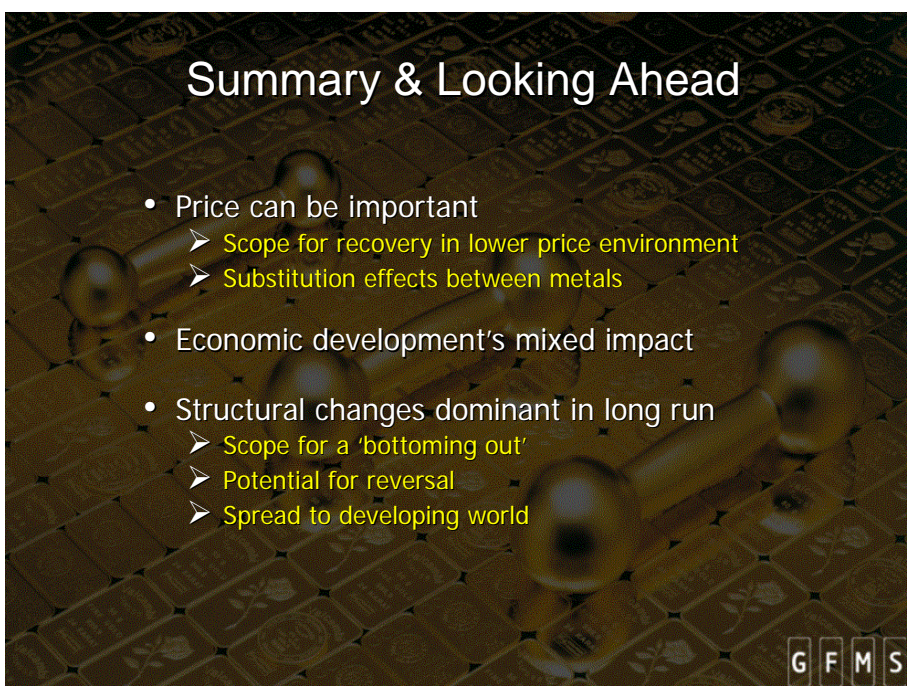 Summary & Looking Ahead
• Price can be important
➢ Scope for recovery in lower price environment
➢ Substitution effects between metals
• Economic development’s mixed impact
• Structural changes dominant in long run
➢ Scope for a ‘bottoming out’
➢ Potential for reversal
➢ Spread to developing world
GFMS